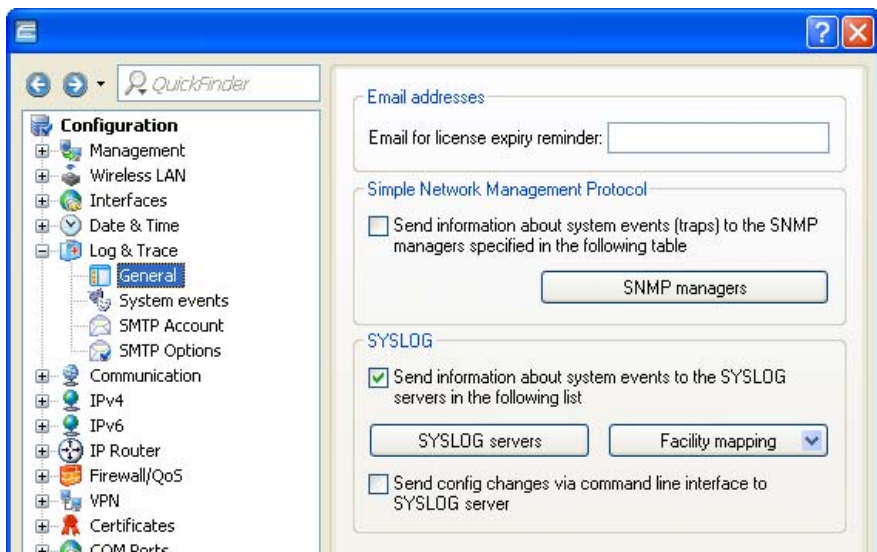 QuickFinder
Configuration
Management
Wireless LAN
Interfaces
Date & Time
Log & Trace
General
System events
SMTP Account
SMTP Options
Communication
IPv4
IPv6
IP Router
Firewall/QoS
VPN
Certificates
COM Ports
Email addresses
Email for license expiry reminder:
Simple Network Management Protocol
Send information about system events (traps) to the SNMP
managers specified in the following table
SNMP managers
SYSLOG
Send information about system events to the SYSLOG
servers in the following list
SYSLOG servers
Facility mapping
Send config changes via command line interface to
SYSLOG server